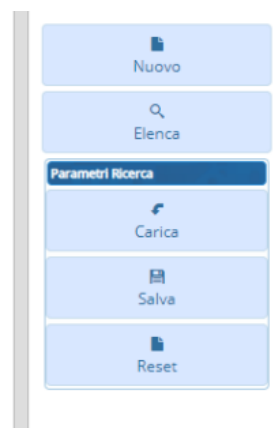 Nuovo
Elenca
Parametri Ricerca
Carica
Salva
Reset